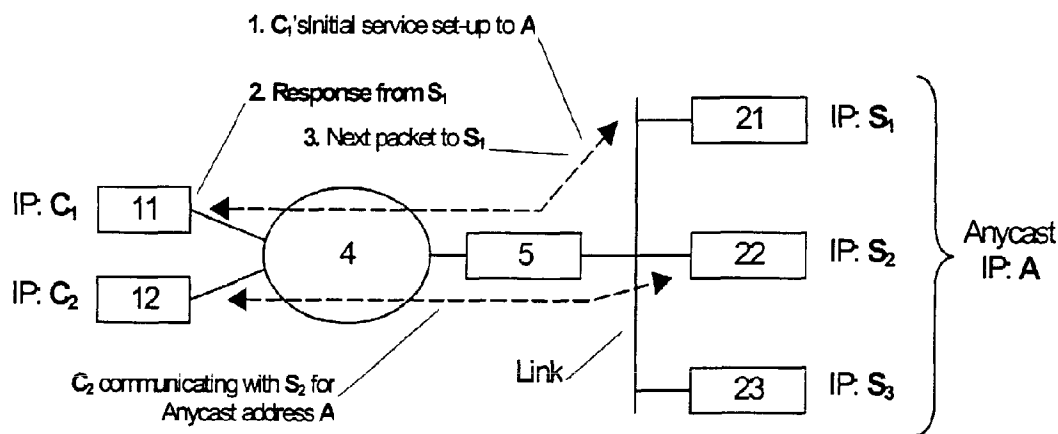 1. C₁'sInitial service set-up to A
2. Response from S₁
3. Next packet to S₁
21
IP: S₁
IP: C₁
11
4
5
22
IP: S₂
Anycast
IP: A
IP: C₂
12
Link
C₂ communicating with S₂ for
Anycast address A
23
IP: S₃